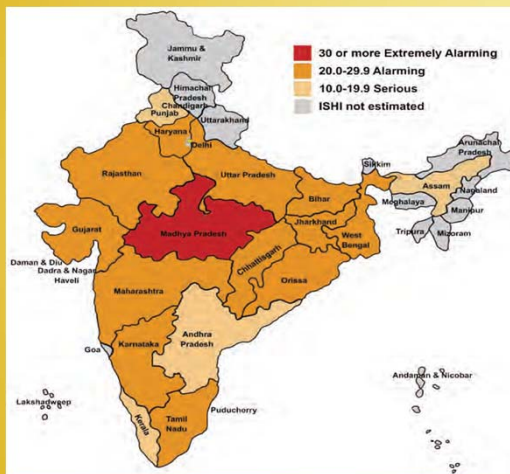 Jammu &
Kashmir
30 or more Extremely Alarming
20.0-29.9 Alarming
10.0-19.9 Serious
ISHI not estimated
Himachal
Pradesh
Chandigarh
Punjab
Uttarakhand
Haryana
Delhi
Arunachal
Pradesh
Rajasthan
Uttar Pradesh
Sikkim
Assam
Nagaland
Bihar
Meghalaya
Manipur
Jharkhand
Gujarat
Madhya Pradesh
West
Bengal
Tripura
Mizoram
Chhattisgarh
Daman & Diu
Dadra & Nagar
Haveli
Orissa
Maharashtra
Andhra
Pradesh
Goa
Karnataka
Andaman & Nicobar
Lakshadweep
Puducherry
Kerala
Tamil
Nadu